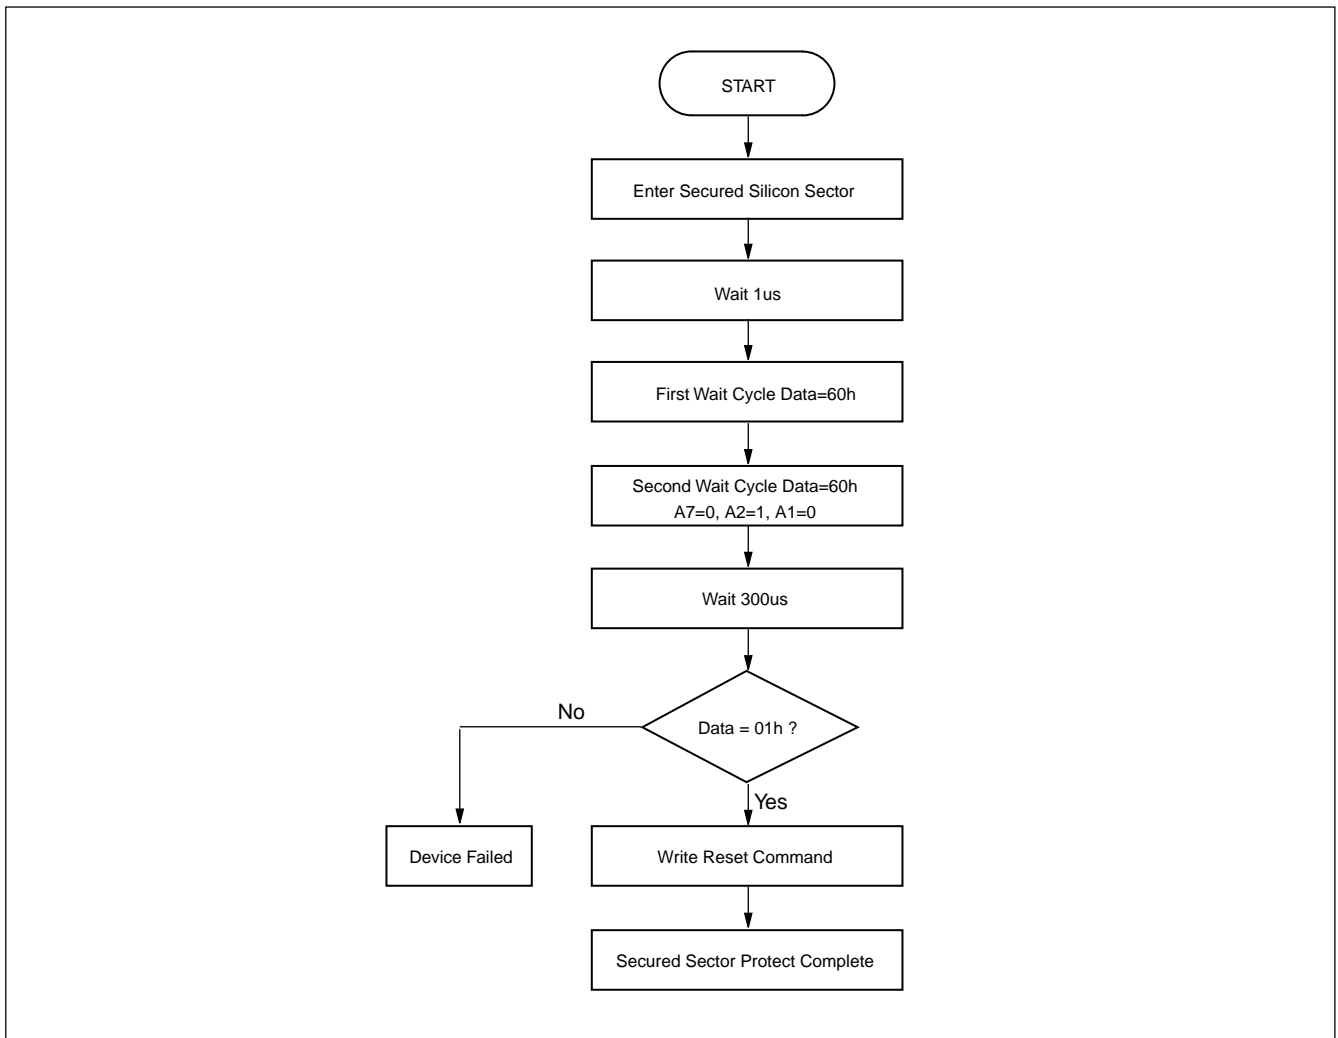 START
Enter Secured Silicon Sector
Wait 1us
First Wait Cycle Data=60h
Second Wait Cycle Data=60h
A7=0, A2=1, A1=0
Wait 300us
No
Data = 01h ?
Yes
Device Failed
Write Reset Command
Secured Sector Protect Complete